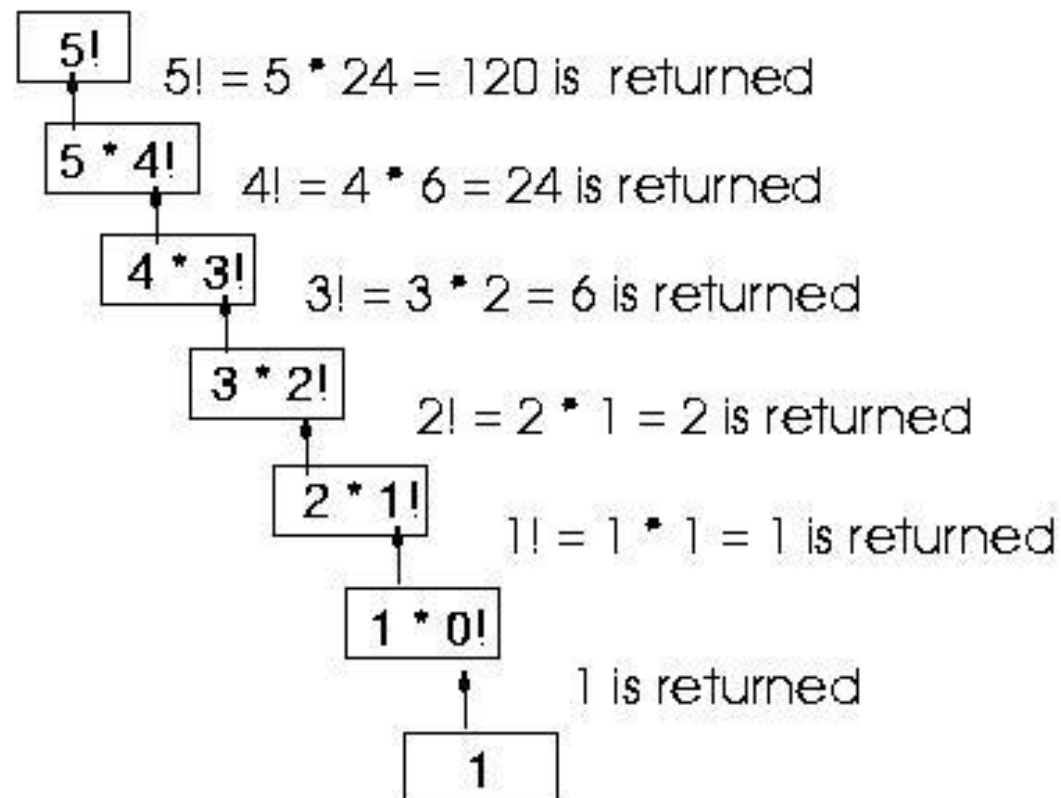 5!
5! = 5 * 24 = 120 is returned
5 * 4!
4! = 4 * 6 = 24 is returned
4 * 3!
3! = 3 * 2 = 6 is returned
3 * 2!
2! = 2 * 1 = 2 is returned
2 * 1!
1! = 1 * 1 = 1 is returned
1 * 0!
1 is returned
1